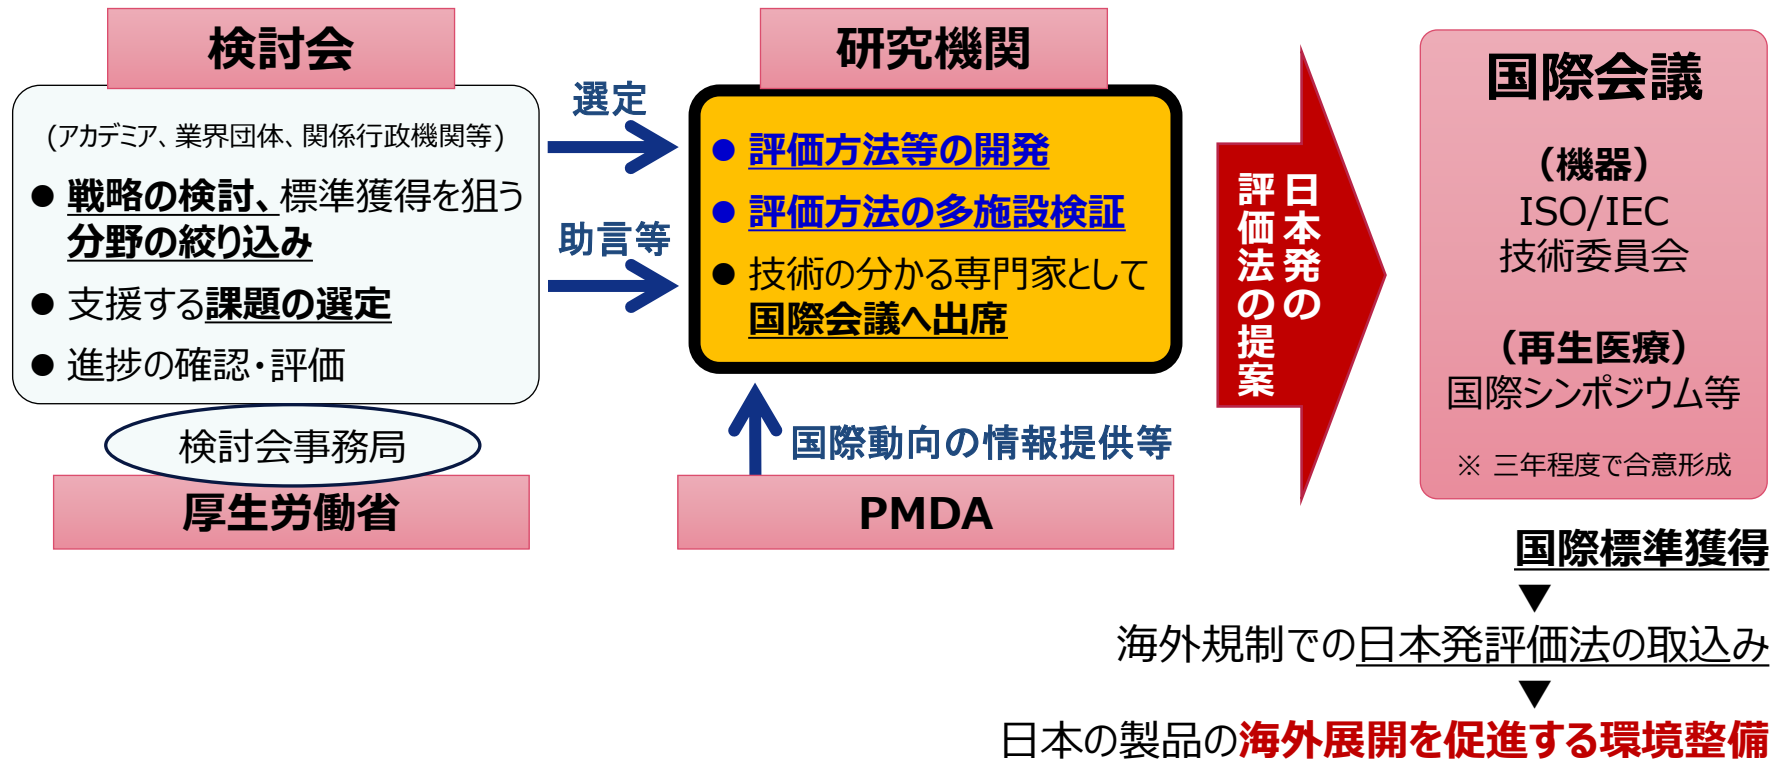 検討会
(アカデミア、業界団体、関係行政機関等)
● 戦略の検討、標準獲得を狙う
分野の絞り込み
● 支援する課題の選定
● 進捗の確認・評価
検討会事務局
厚生労働省
選定
助言等
研究機関
● 評価方法等の開発
● 評価方法の多施設検証
● 技術の分かる専門家として
国際会議へ出席
国際動向の情報提供等
PMDA
日本発の
評価法の提案
国際会議
（機器）
ISO/IEC
技術委員会
（再生医療）
国際シンポジウム等
※ 三年程度で合意形成
国際標準獲得
▼
海外規制での日本発評価法の取込み
▼
日本の製品の海外展開を促進する環境整備